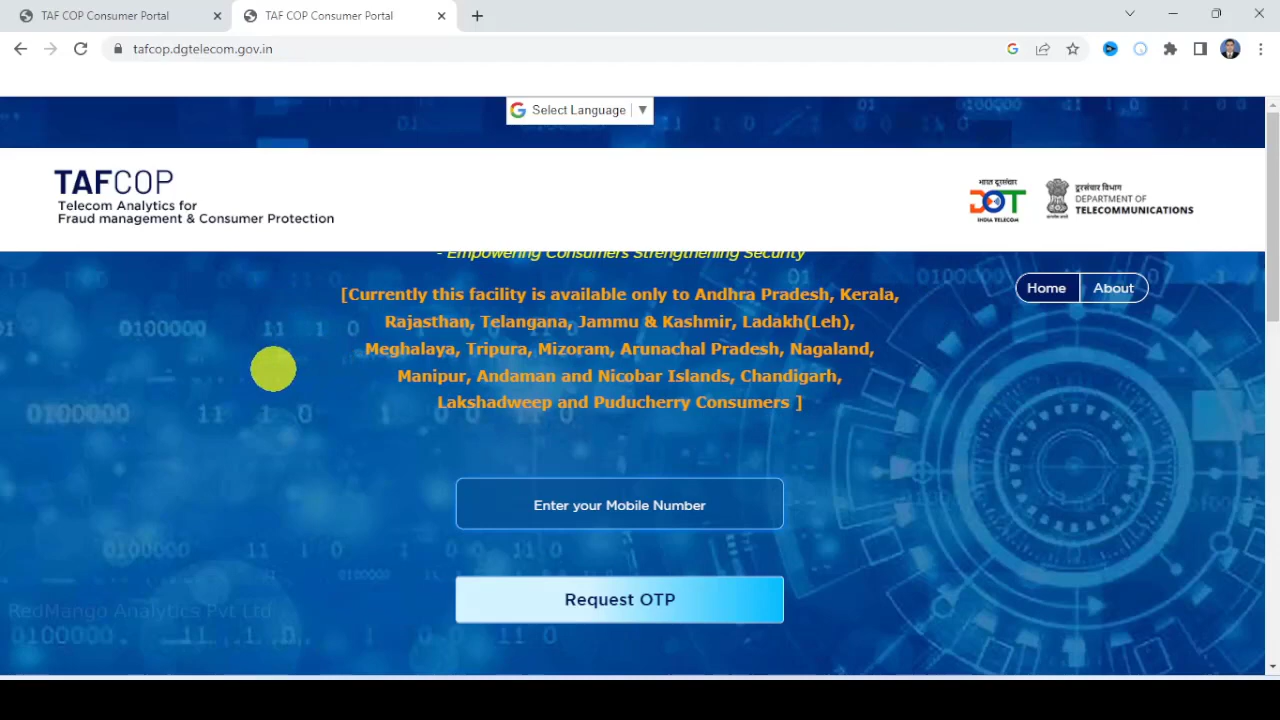 TAF COP Consumer Portal
TAF COP Consumer Portal
tafcop.dgtelecom.gov.in
Select Language
TAFCOP
Telecom Analytics for
Fraud management & Consumer Protection
भारत दूरसंचार
DOT
INDIA TELECOM
दूरसंचार विभाग
DEPARTMENT OF
TELECOMMUNICATIONS
- Empowering Consumers Strengthening Security
Home
About
[Currently this facility is available only to Andhra Pradesh, Kerala,
Rajasthan, Telangana, Jammu & Kashmir, Ladakh(Leh),
Meghalaya, Tripura, Mizoram, Arunachal Pradesh, Nagaland,
Manipur, Andaman and Nicobar Islands, Chandigarh,
Lakshadweep and Puducherry Consumers ]
Enter your Mobile Number
Request OTP
RedMango Analytics Pvt Ltd